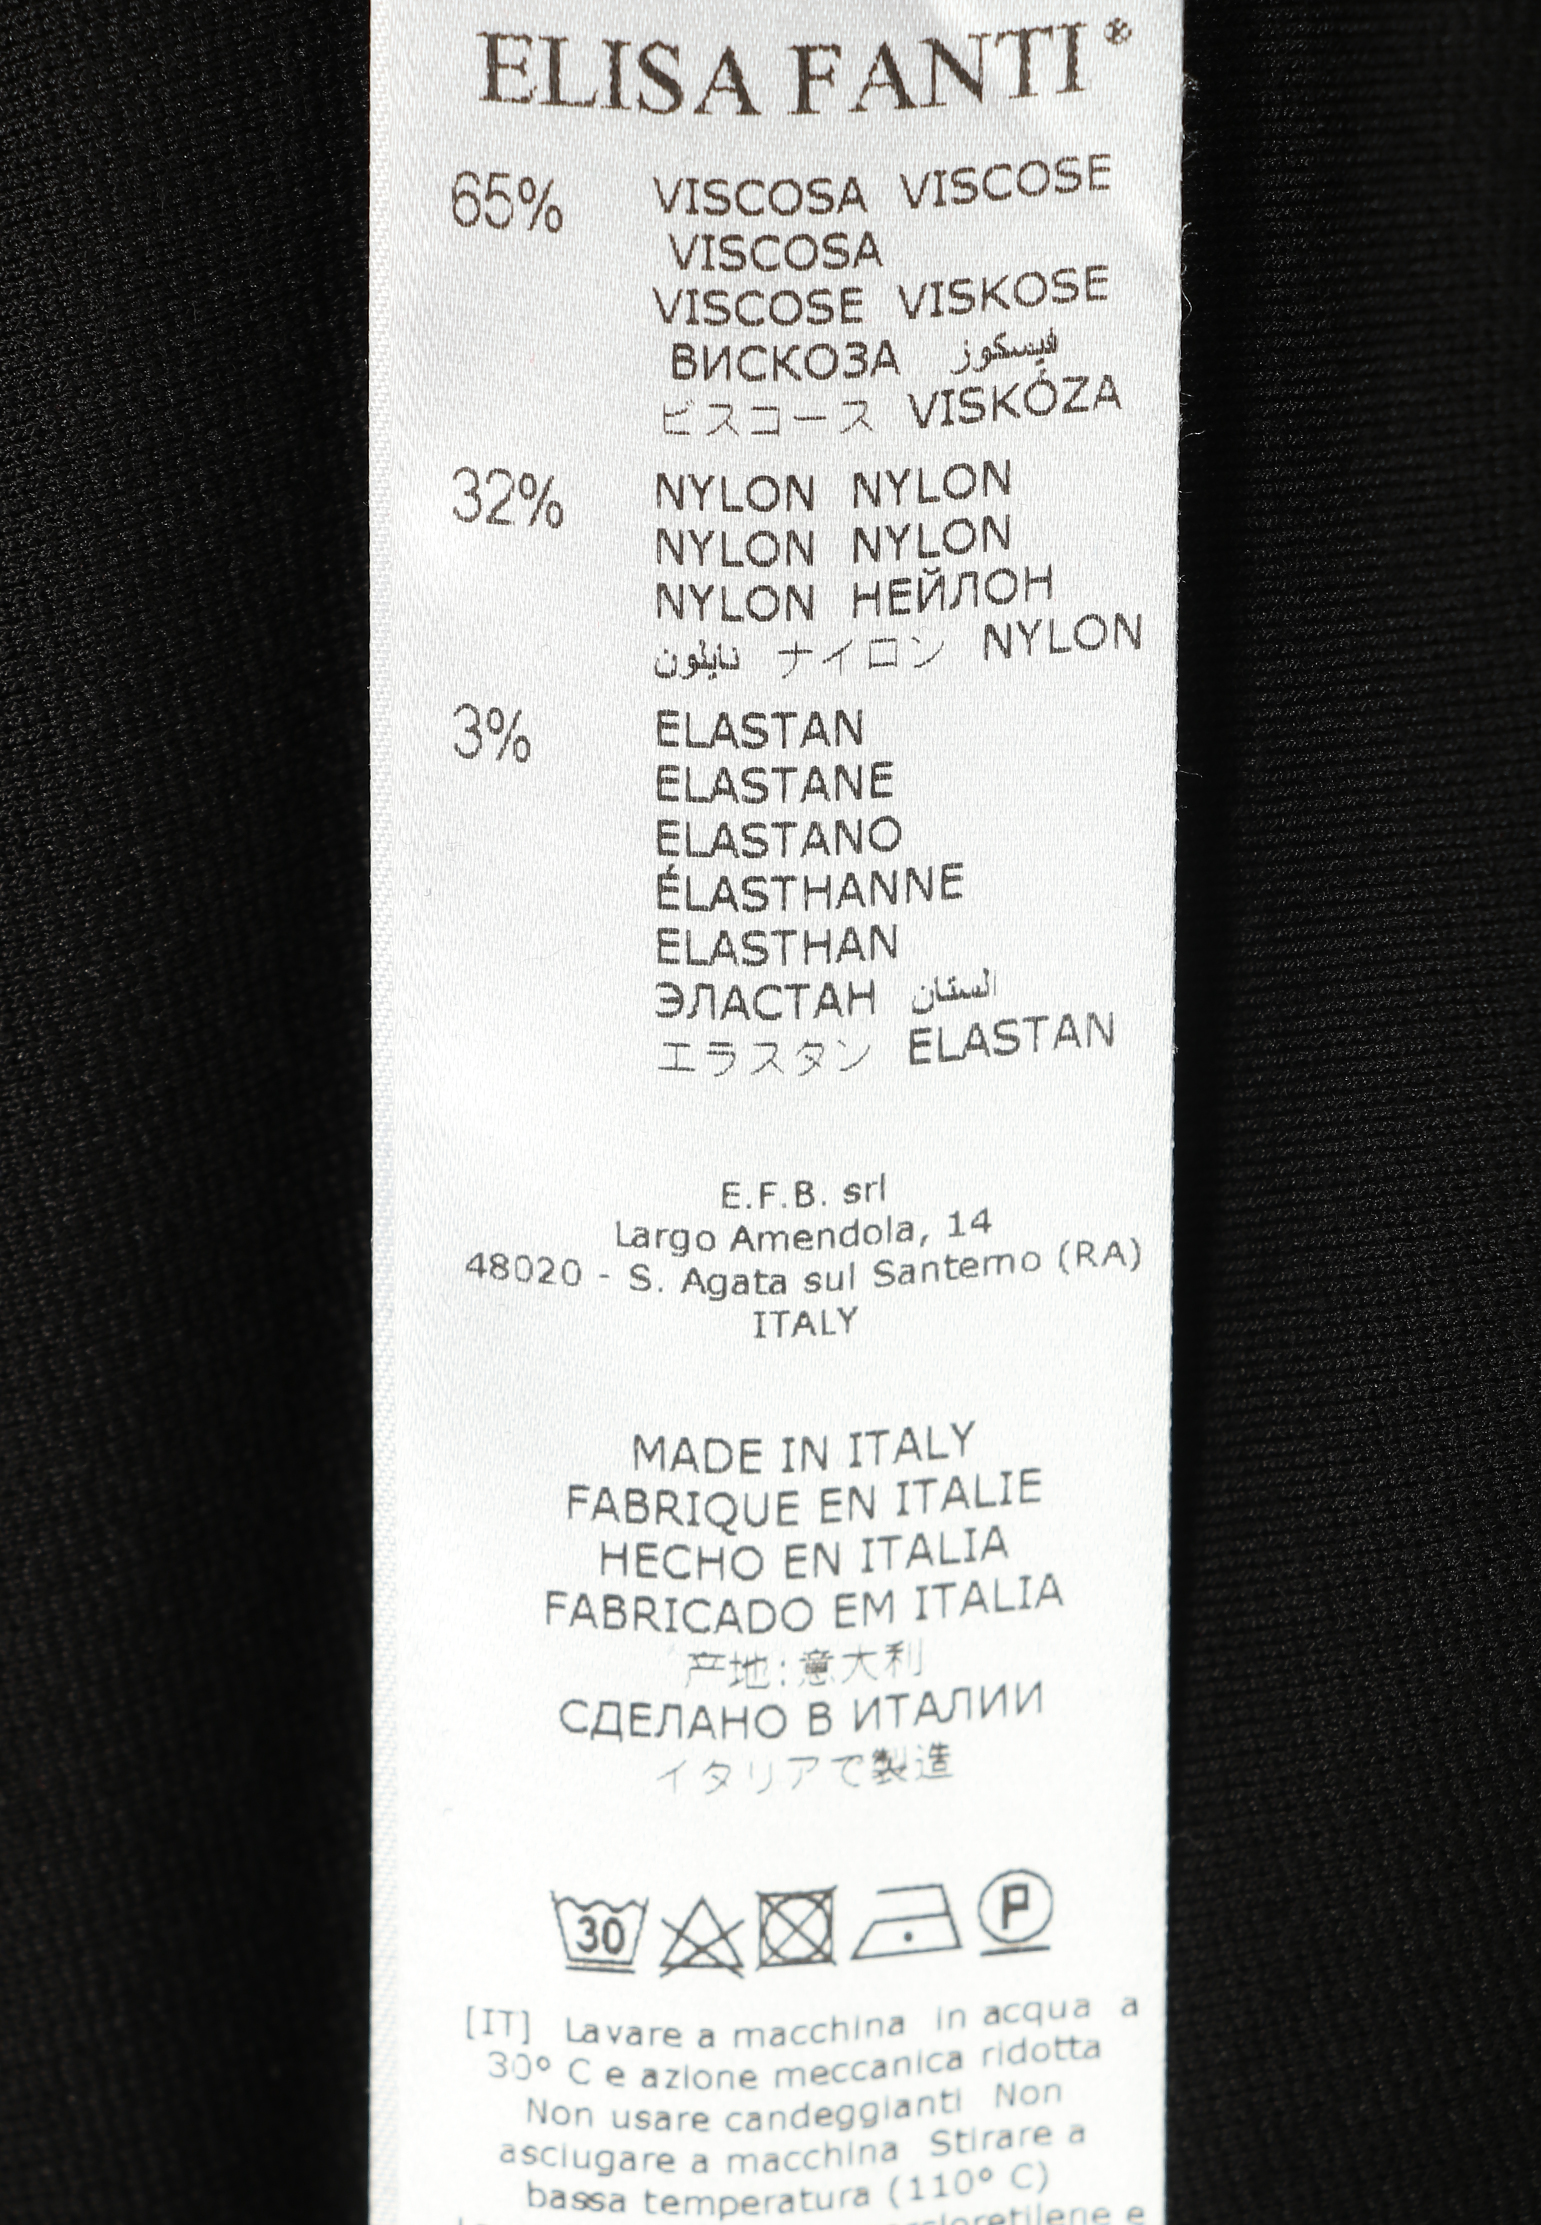 ELISA FANTI®
65% VISCOSA VISCOSE
VISCOSA
VISCOSE VISKOSE
ВИСКОЗА فيسكوز
ビスコース VISKÓZA
32% NYLON NYLON
NYLON NYLON
NYLON НЕЙЛОН
نايلون ナイロン NYLON
3% ELASTAN
ELASTANE
ELASTANO
ÉLASTHANNE
ELASTHAN
ЭЛАСТАН الستان
エラスタン ELASTAN
E.F.B. srl
Largo Amendola, 14
48020 - S. Agata sul Santerno (RA)
ITALY
MADE IN ITALY
FABRIQUE EN ITALIE
HECHO EN ITALIA
FABRICADO EM ITALIA
产地:意大利
СДЕЛАНО В ИТАЛИИ
イタリアで製造
30 P
[IT] Lavare a macchina in acqua a
30° C e azione meccanica ridotta
Non usare candeggianti Non
asciugare a macchina Stirare a
bassa temperatura (110° C)
e